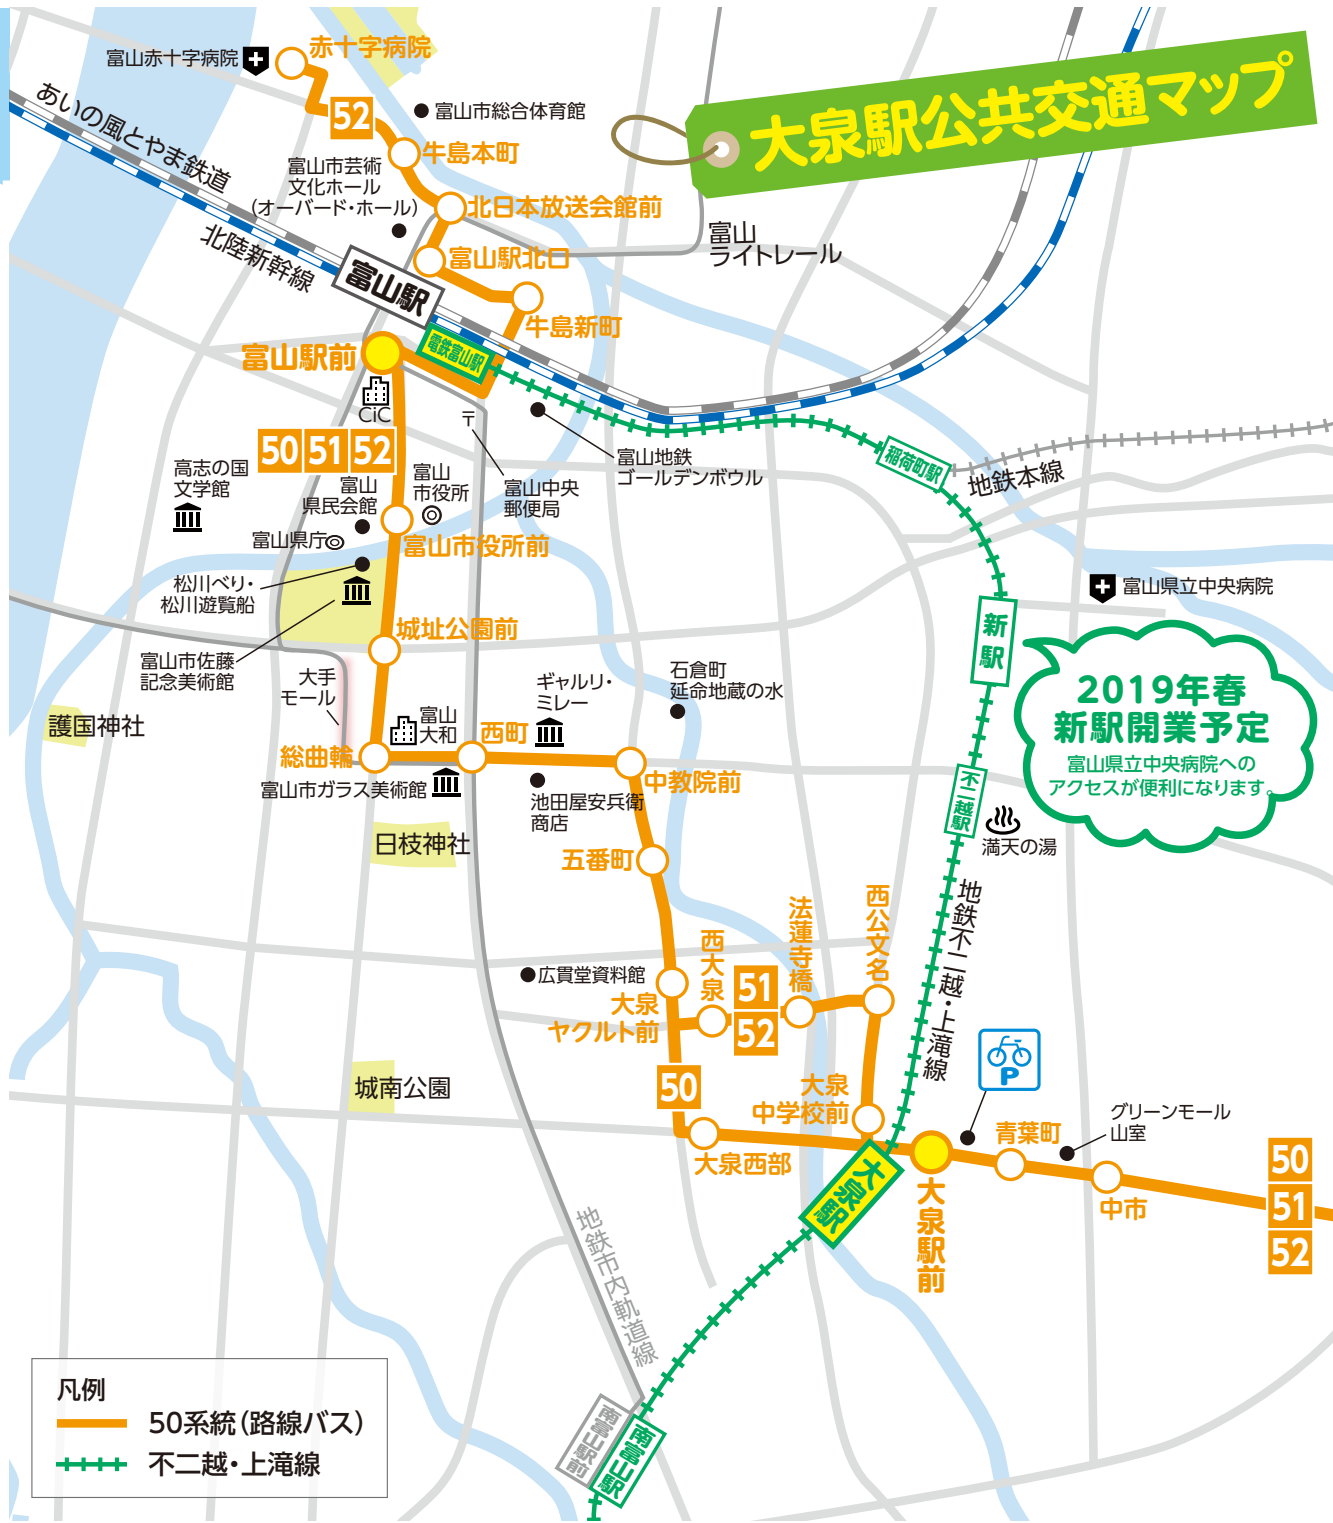 大泉駅公共交通マップ
富山赤十字病院
赤十字病院
52
富山市総合体育館
あいの風とやま鉄道
牛島本町
富山市芸術
文化ホール
(オーバード・ホール)
北日本放送会館前
北陸新幹線
富山
ライトレール
富山駅北口
富山駅
牛島新町
電鉄富山駅
富山駅前
CiC
〒
50 51 52
高志の国
文学館
富山
県民会館
富山
市役所
富山中央
郵便局
富山地鉄
ゴールデンボウル
稲荷町駅
地鉄本線
富山県庁
富山市役所前
松川べり・
松川遊覧船
富山県立中央病院
城址公園前
新駅
富山市佐藤
記念美術館
大手
モール
ギャルリ・
ミレー
石倉町
延命地蔵の水
2019年春
新駅開業予定
富山県立中央病院への
アクセスが便利になります。
護国神社
総曲輪
富山
大和
西町
富山市ガラス美術館
中教院前
池田屋安兵衛
商店
不二越駅
満天の湯
日枝神社
五番町
地鉄不二越・上滝線
西公文名
法蓮寺橋
西大泉
51
52
広貫堂資料館
大泉
ヤクルト前
50
城南公園
大泉
中学校前
P
グリーンモール
山室
青葉町
大泉西部
大泉駅
大泉駅前
中市
50
51
52
地鉄市内軌道線
南富山駅前
南富山駅
凡例
50系統(路線バス)
不二越・上滝線